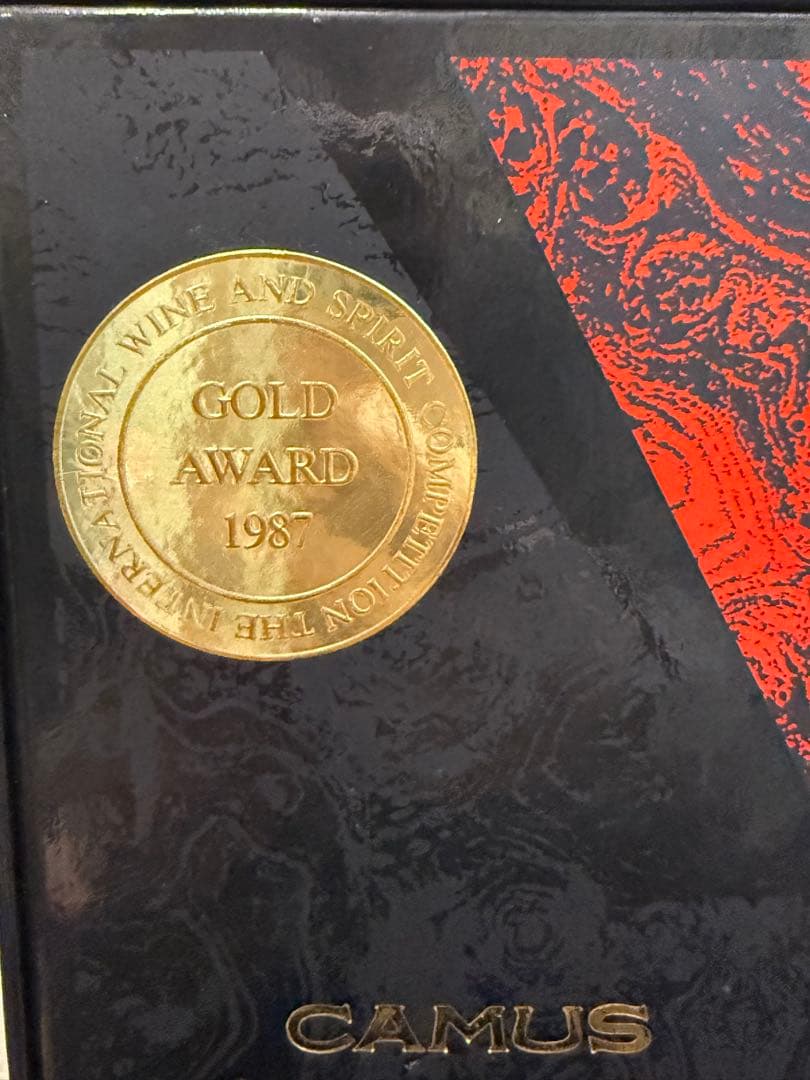 THE INTERNATIONAL WINE AND SPIRIT COMPETITION
GOLD
AWARD
1987
CAMUS